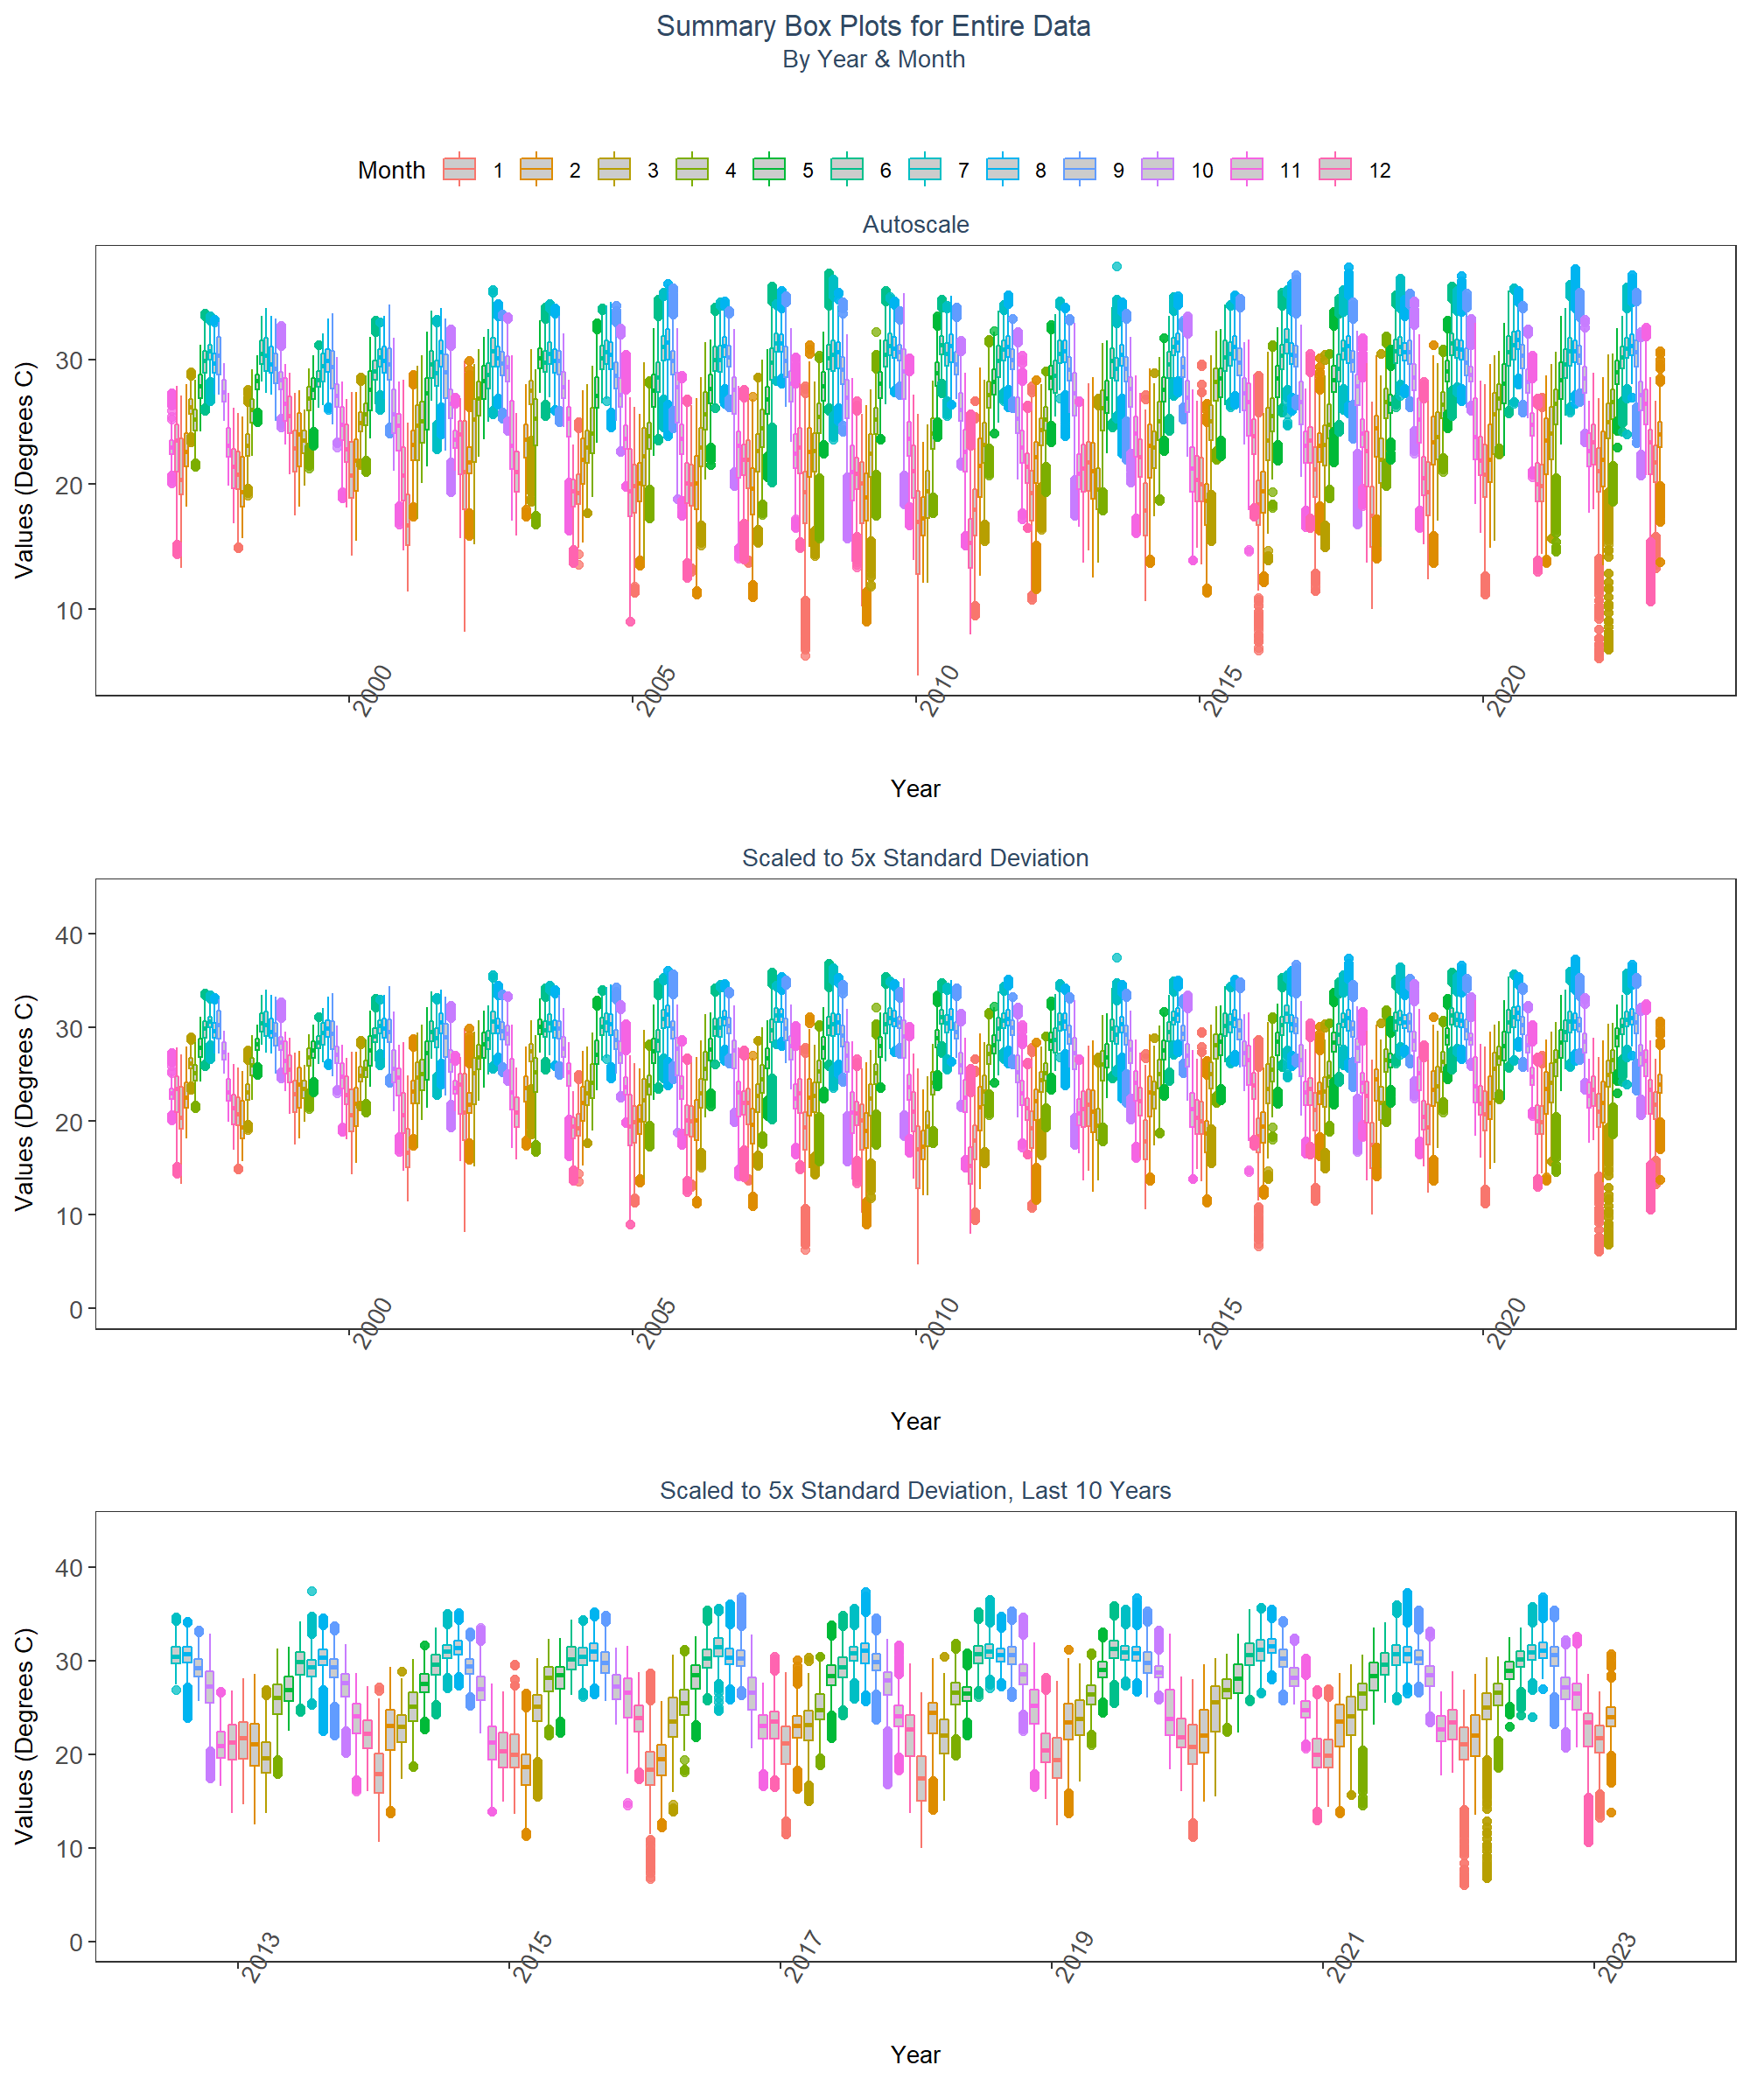 Summary Box Plots for Entire Data
By Year & Month
Month 1 2 3 4 5 6 7 8 9 10 11 12
Autoscale
Values (Degrees C)
30
20
10
2000 2005 2010 2015 2020
Year
Scaled to 5x Standard Deviation
Values (Degrees C)
40
30
20
10
0
2000 2005 2010 2015 2020
Year
Scaled to 5x Standard Deviation, Last 10 Years
Values (Degrees C)
40
30
20
10
0
2013 2015 2017 2019 2021 2023
Year